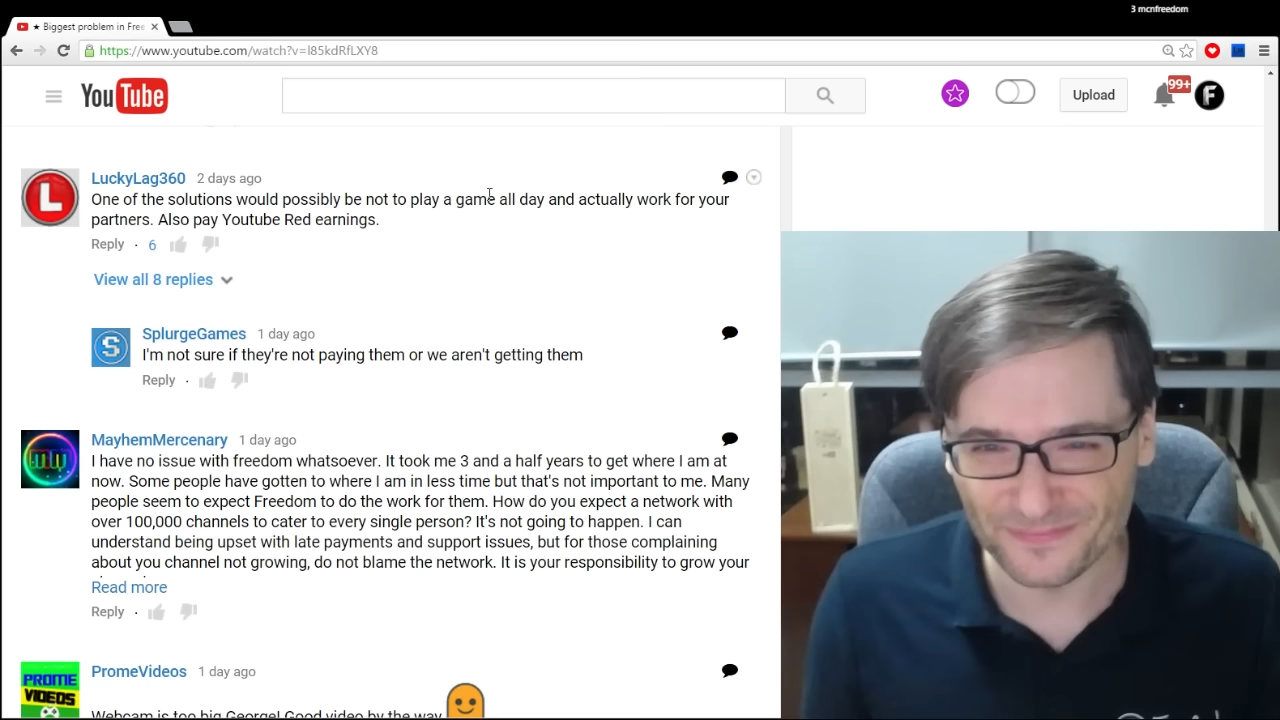 3 mcnfreedom
★ Biggest problem in Free
https://www.youtube.com/watch?v=l85kdRfLXY8
YouTube
Upload
99+
F
LuckyLag360 2 days ago
One of the solutions would possibly be not to play a game all day and actually work for your
partners. Also pay Youtube Red earnings.
Reply · 6
View all 8 replies
SplurgeGames 1 day ago
I'm not sure if they're not paying them or we aren't getting them
Reply ·
MayhemMercenary 1 day ago
I have no issue with freedom whatsoever. It took me 3 and a half years to get where I am at
now. Some people have gotten to where I am in less time but that's not important to me. Many
people seem to expect Freedom to do the work for them. How do you expect a network with
over 100,000 channels to cater to every single person? It's not going to happen. I can
understand being upset with late payments and support issues, but for those complaining
about you channel not growing, do not blame the network. It is your responsibility to grow your
Read more
Reply ·
PROME
VIDEOS
PromeVideos 1 day ago
Webcam is too big George! Good video by the way